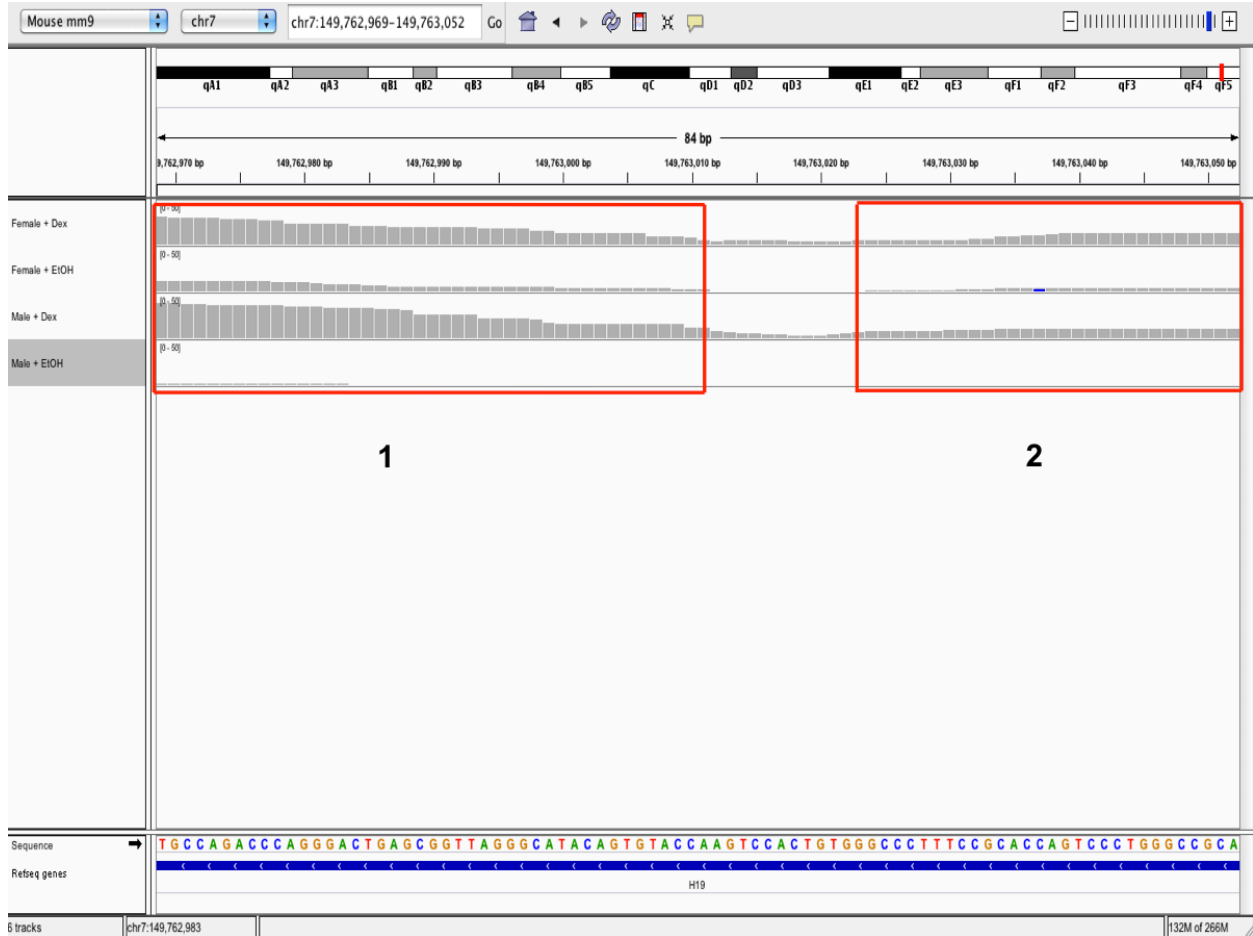 Mouse mm9 chr7 chr7:149,762,969-149,763,052 Go
qA1 qA2 qA3 qB1 qB2 qB3 qB4 qB5 qC qD1 qD2 qD3 qE1 qE2 qE3 qF1 qF2 qF3 qF4 qF5
84 bp
9,762,970 bp 149,762,980 bp 149,762,990 bp 149,763,000 bp 149,763,010 bp 149,763,020 bp 149,763,030 bp 149,763,040 bp 149,763,050 bp
[0 - 50]
Female + Dex
[0 - 50]
Female + EtOH
[0 - 50]
Male + Dex
[0 - 50]
Male + EtOH
1 2
Sequence T G C C A G A C C C A G G G A C T G A G C G G T T A G G G C A T A C A G T G T A C C A A G T C C A C T G T G G G C C C T T T C C G C A C C A G T C C C T G G G C C G C A
Refseq genes
H19
6 tracks chr7:149,762,983 132M of 266M